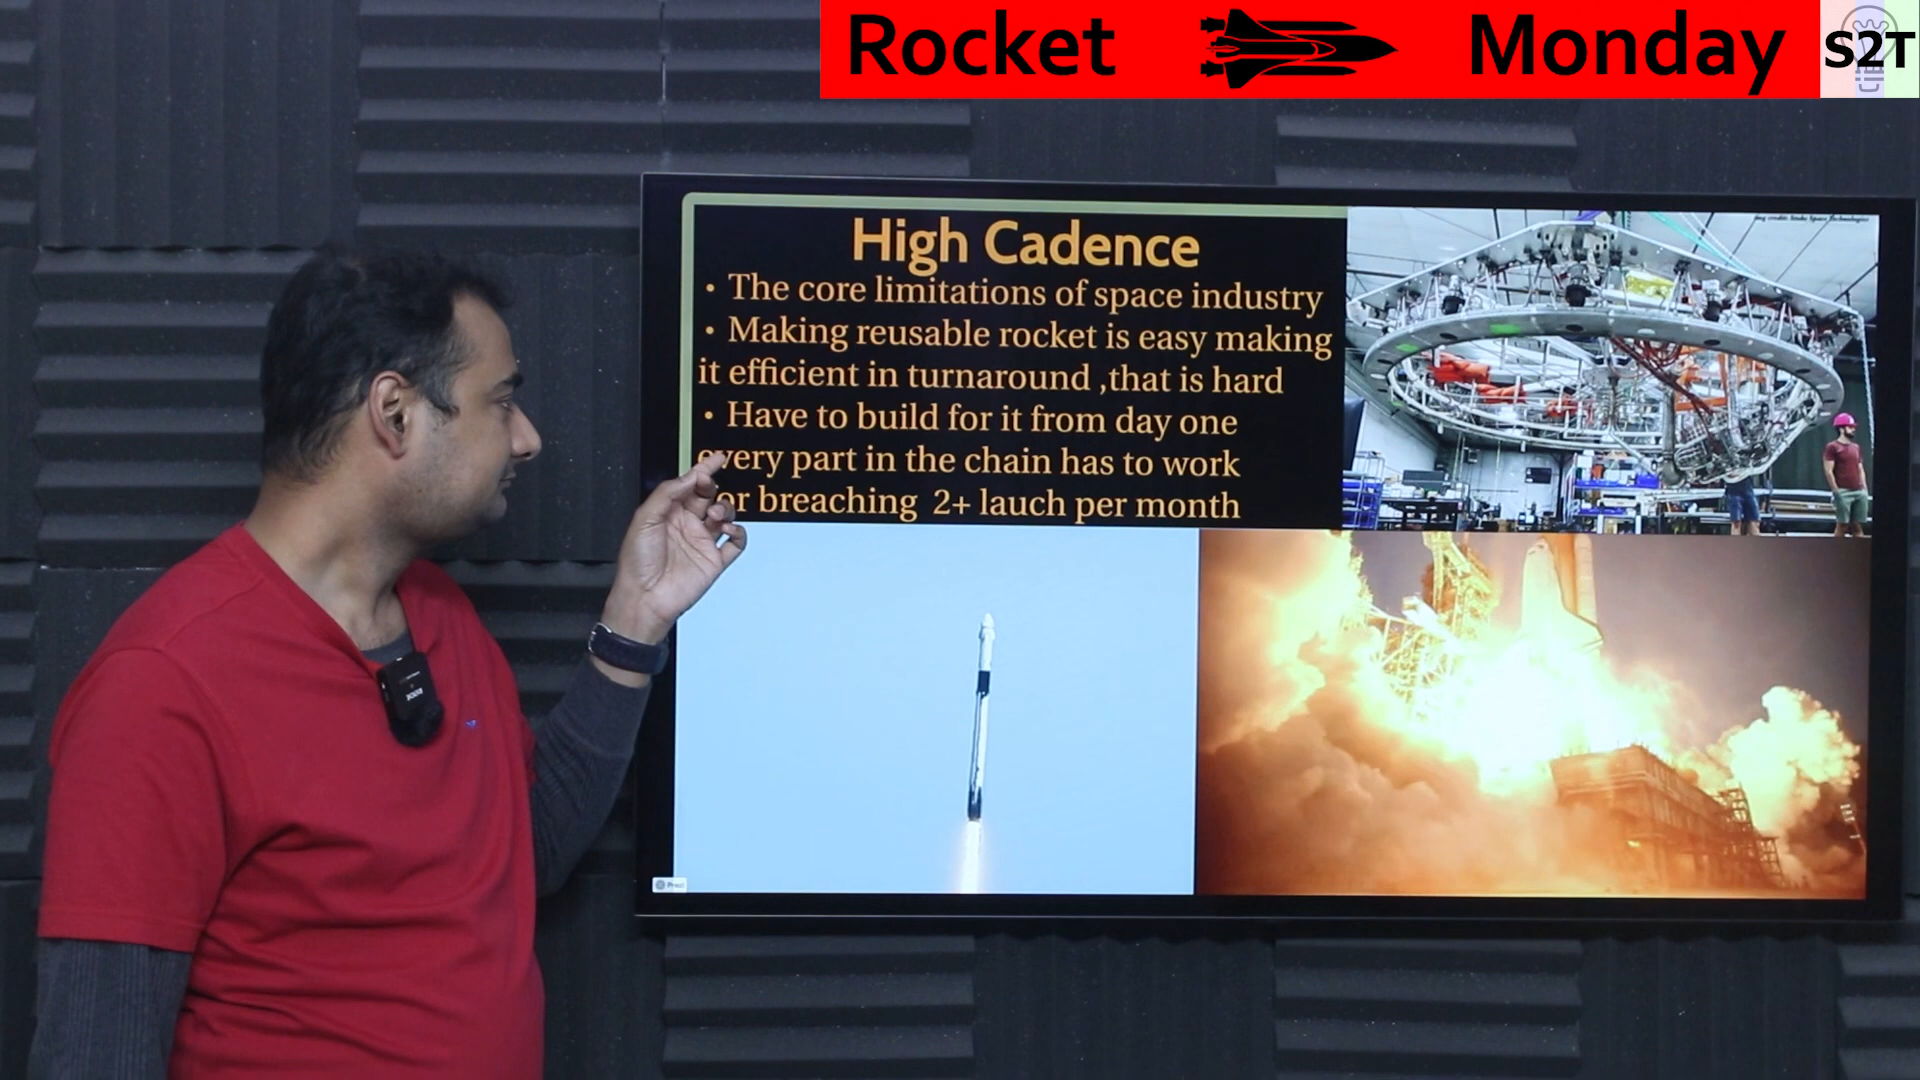 Rocket Monday
S2T
High Cadence
• The core limitations of space industry
• Making reusable rocket is easy making
it efficient in turnaround ,that is hard
• Have to build for it from day one
every part in the chain has to work
or breaching 2+ lauch per month
Prezi